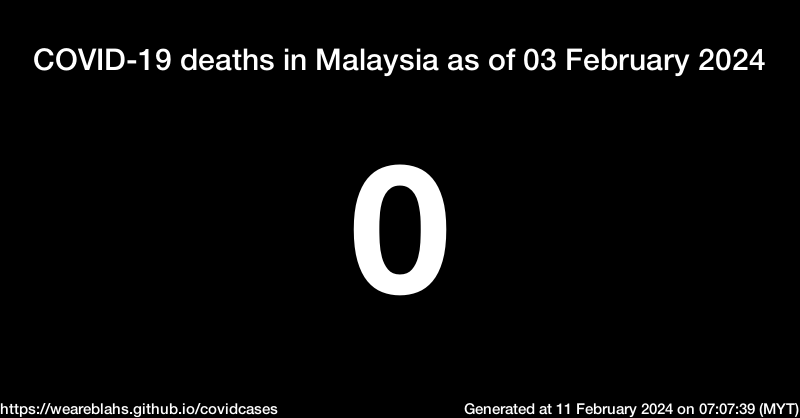 COVID-19 deaths in Malaysia as of 03 February 2024
0
https://weareblahs.github.io/covidcases
Generated at 11 February 2024 on 07:07:39 (MYT)